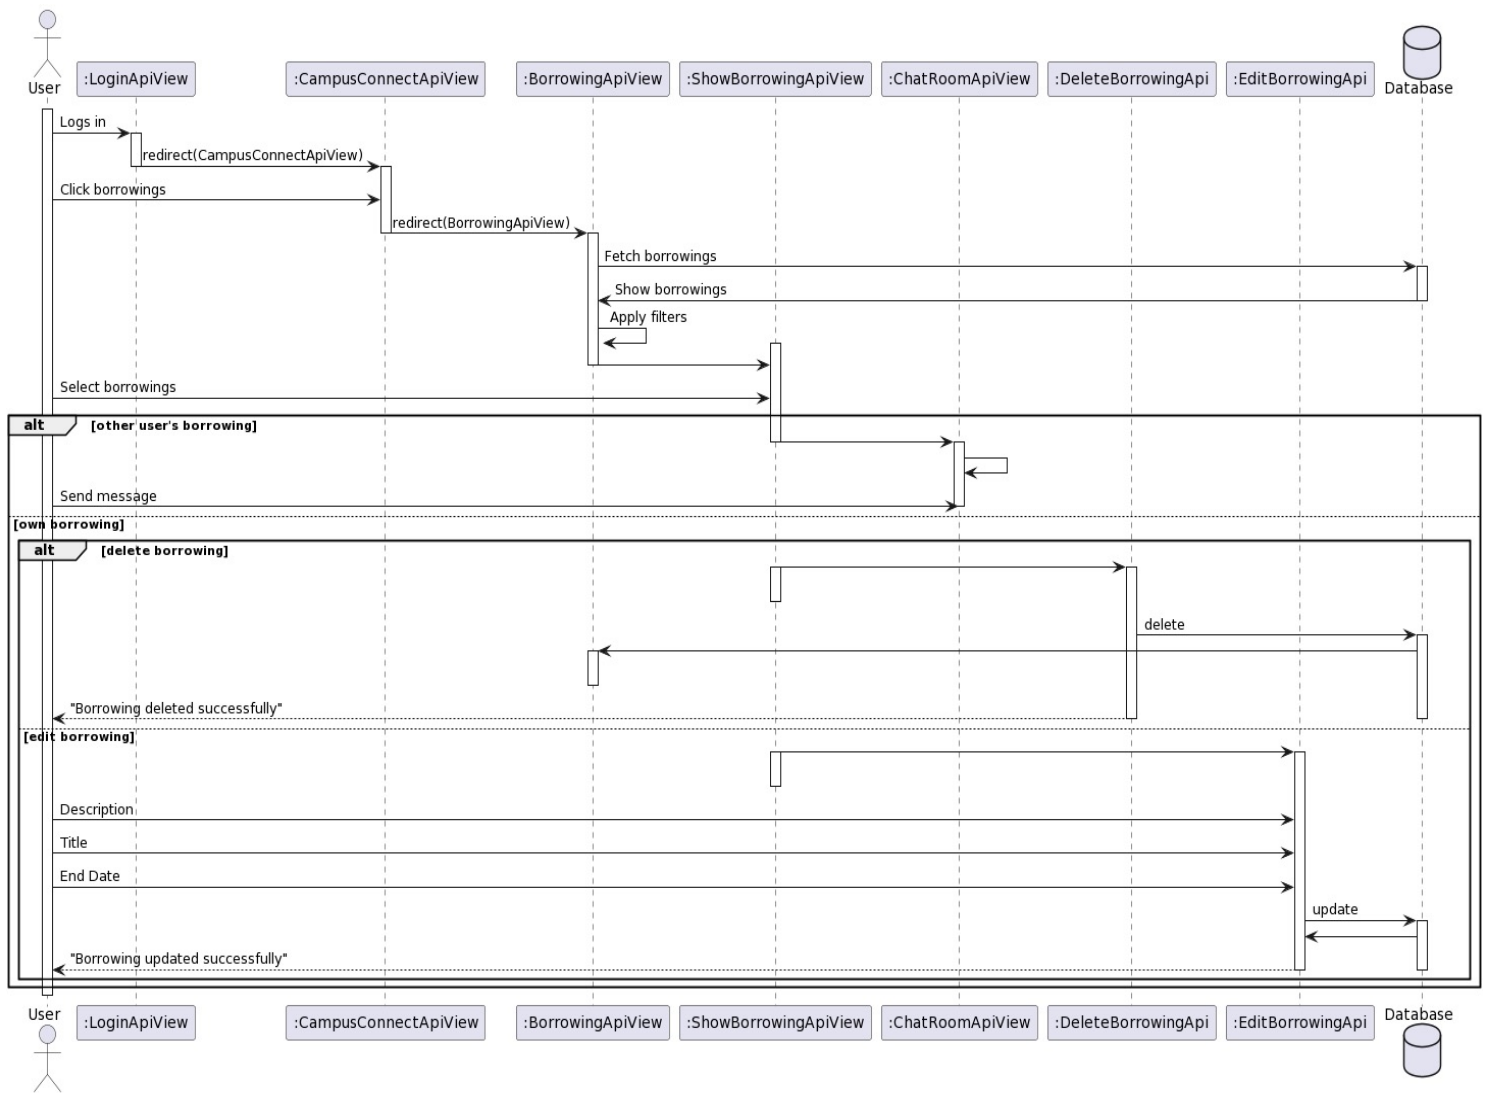 User
:LoginApiView
:CampusConnectApiView
:BorrowingApiView
:ShowBorrowingApiView
:ChatRoomApiView
:DeleteBorrowingApi
:EditBorrowingApi
Database
Logs in
redirect(CampusConnectApiView)
Click borrowings
redirect(BorrowingApiView)
Fetch borrowings
Show borrowings
Apply filters
Select borrowings
alt
[other user's borrowing]
Send message
[own borrowing]
alt
[delete borrowing]
delete
"Borrowing deleted successfully"
[edit borrowing]
Description
Title
End Date
update
"Borrowing updated successfully"
User
:LoginApiView
:CampusConnectApiView
:BorrowingApiView
:ShowBorrowingApiView
:ChatRoomApiView
:DeleteBorrowingApi
:EditBorrowingApi
Database